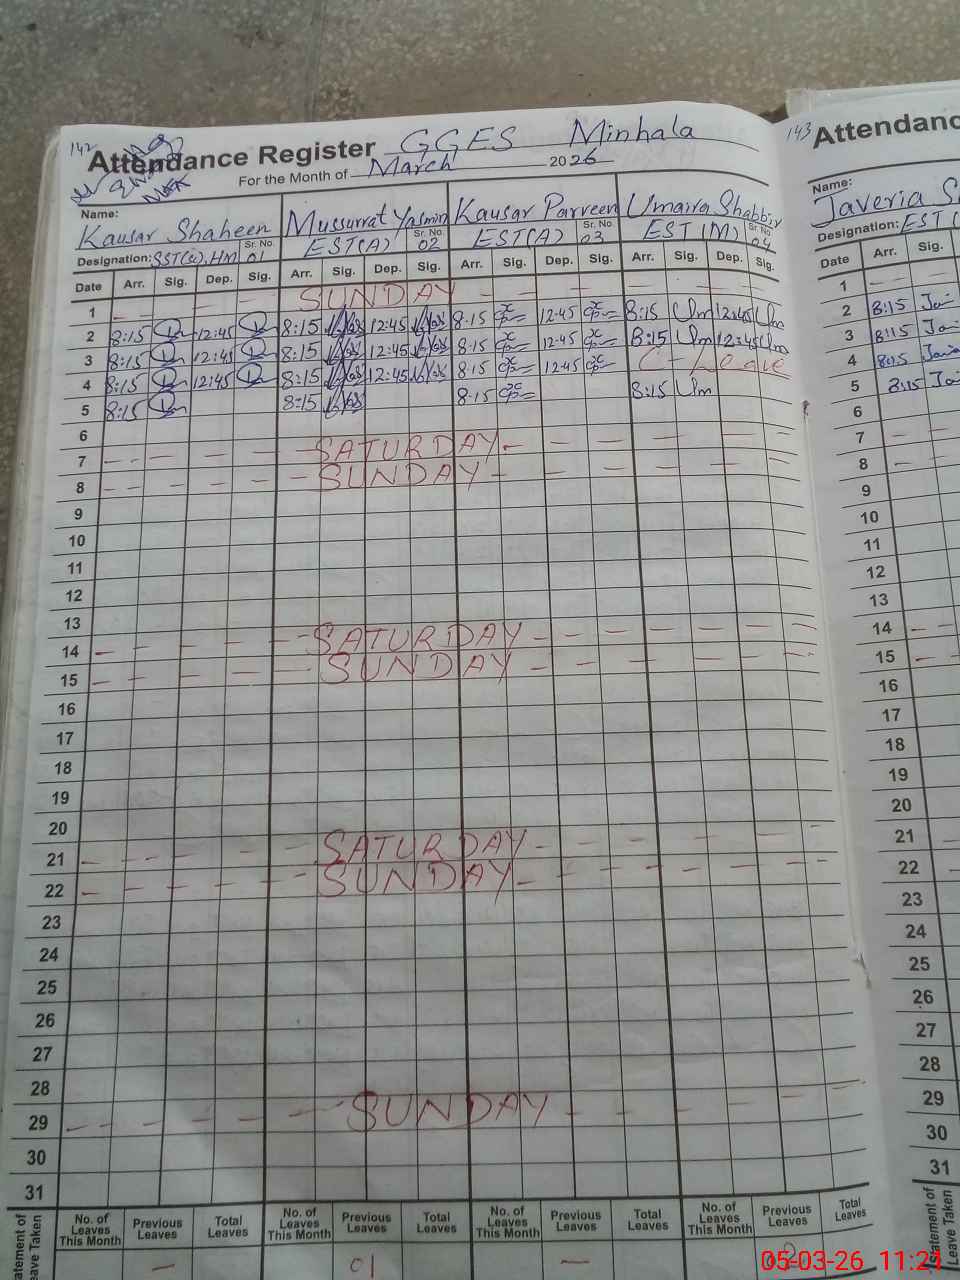 142
Attendance Register GGES Minhala
For the Month of March 2026
Name: Kausar Shaheen Mussurrat Yasmin Kausar Parveen Umaira Shabbir
Designation: SST(G), HM Sr. No. 01 EST(A) Sr. No. 02 EST(A) Sr. No. 03 EST(M) Sr. No. 04
Date Arr. Sig. Dep. Sig. Arr. Sig. Dep. Sig. Arr. Sig. Dep. Sig. Arr. Sig. Dep. Sig.
1 SUNDAY
2 8:15 12:45 8:15 12:45 8.15 12.45 8:15 Um 12:45 Um
3 8:15 12:45 8:15 12:45 8.15 12.45 8:15 Um 12:45 Um
4 8:15 12:45 8:15 12:45 8.15 12.45 C-Leave
5 8:15 8:15 8.15 8:15 Um
6
7 SATURDAY
8 SUNDAY
9
10
11
12
13
14 SATURDAY
15 SUNDAY
16
17
18
19
20
21 SATURDAY
22 SUNDAY
23
24
25
26
27
28
29 SUNDAY
30
31
No. of Leaves This Month Previous Leaves Total Leaves No. of Leaves This Month Previous Leaves Total Leaves No. of Leaves This Month Previous Leaves Total Leaves No. of Leaves This Month Previous Leaves Total Leaves
— 01 —
143
Attendanc
Name:
Javeria
Designation: EST
Date Arr. Sig.
1
2 8:15
3 8:15
4 8:15
5 8:15
6
7
8
9
10
11
12
13
14
15
16
17
18
19
20
21
22
23
24
25
26
27
28
29
30
31
Statement of
Leave Taken
05-03-26 11:21